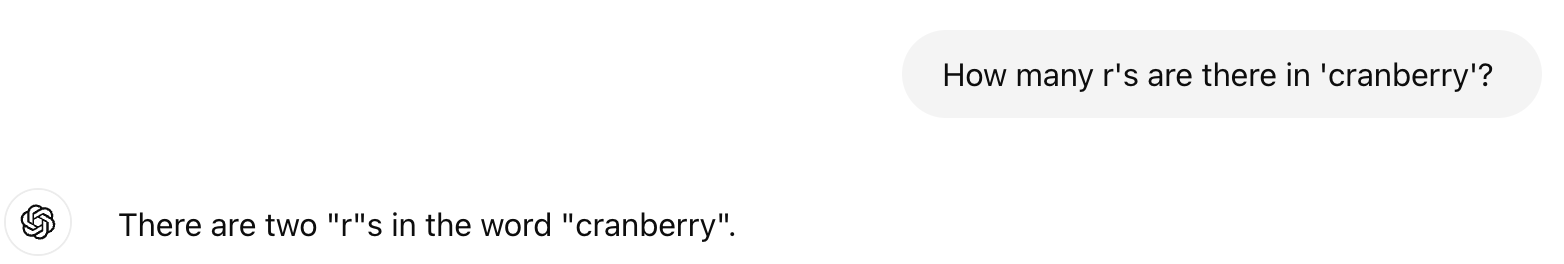 How many r's are there in 'cranberry'?
There are two "r"s in the word "cranberry".